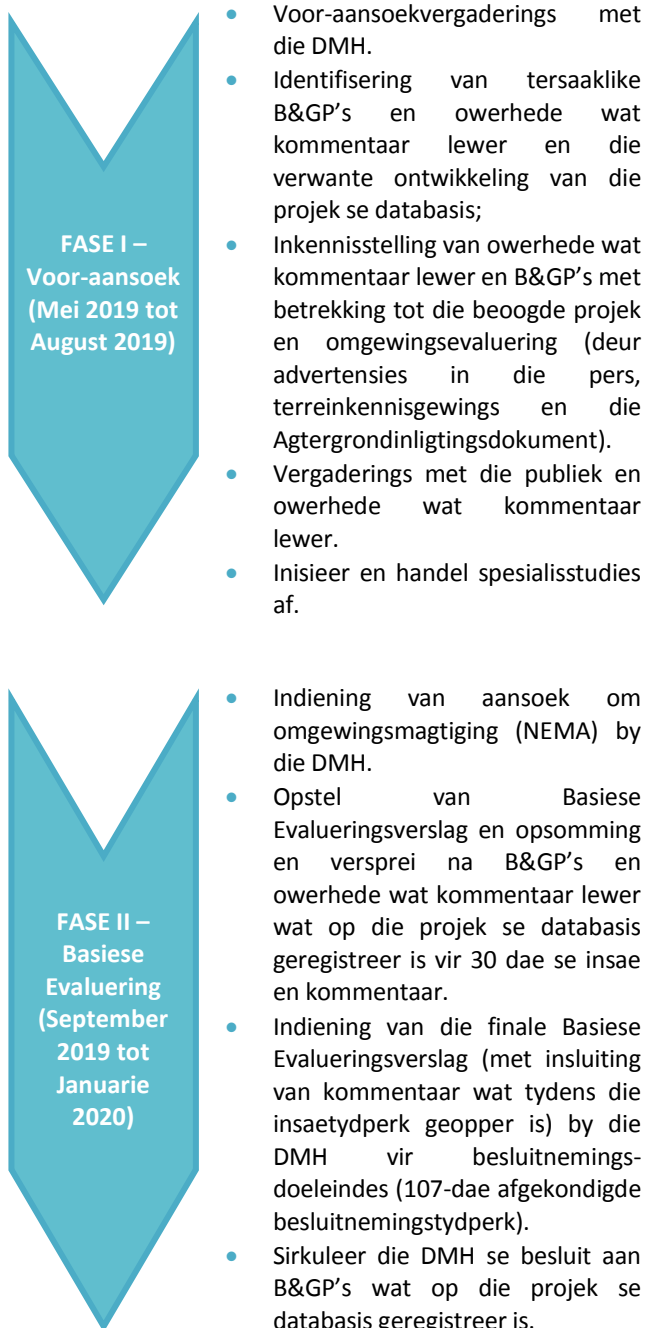 FASE I –
Voor-aansoek
(Mei 2019 tot
August 2019)
• Voor-aansoekvergaderings met
die DMH.
• Identifisering van tersaaklike
B&GP’s en owerhede wat
kommentaar lewer en die
verwante ontwikkeling van die
projek se databasis;
• Inkennisstelling van owerhede wat
kommentaar lewer en B&GP’s met
betrekking tot die beoogde projek
en omgewingsevaluering (deur
advertensies in die pers,
terreinkennisgewings en die
Agtergrondinligtingsdokument).
• Vergaderings met die publiek en
owerhede wat kommentaar
lewer.
• Inisieer en handel spesialisstudies
af.
FASE II –
Basiese
Evaluering
(September
2019 tot
Januarie
2020)
• Indiening van aansoek om
omgewingsmagtiging (NEMA) by
die DMH.
• Opstel van Basiese
Evalueringsverslag en opsomming
en versprei na B&GP’s en
owerhede wat kommentaar lewer
wat op die projek se databasis
geregistreer is vir 30 dae se insae
en kommentaar.
• Indiening van die finale Basiese
Evalueringsverslag (met insluiting
van kommentaar wat tydens die
insaetydperk geopper is) by die
DMH vir besluitnemings-
doeleindes (107-dae afgekondigde
besluitnemingstydperk).
• Sirkuleer die DMH se besluit aan
B&GP’s wat op die projek se
databasis geregistreer is.